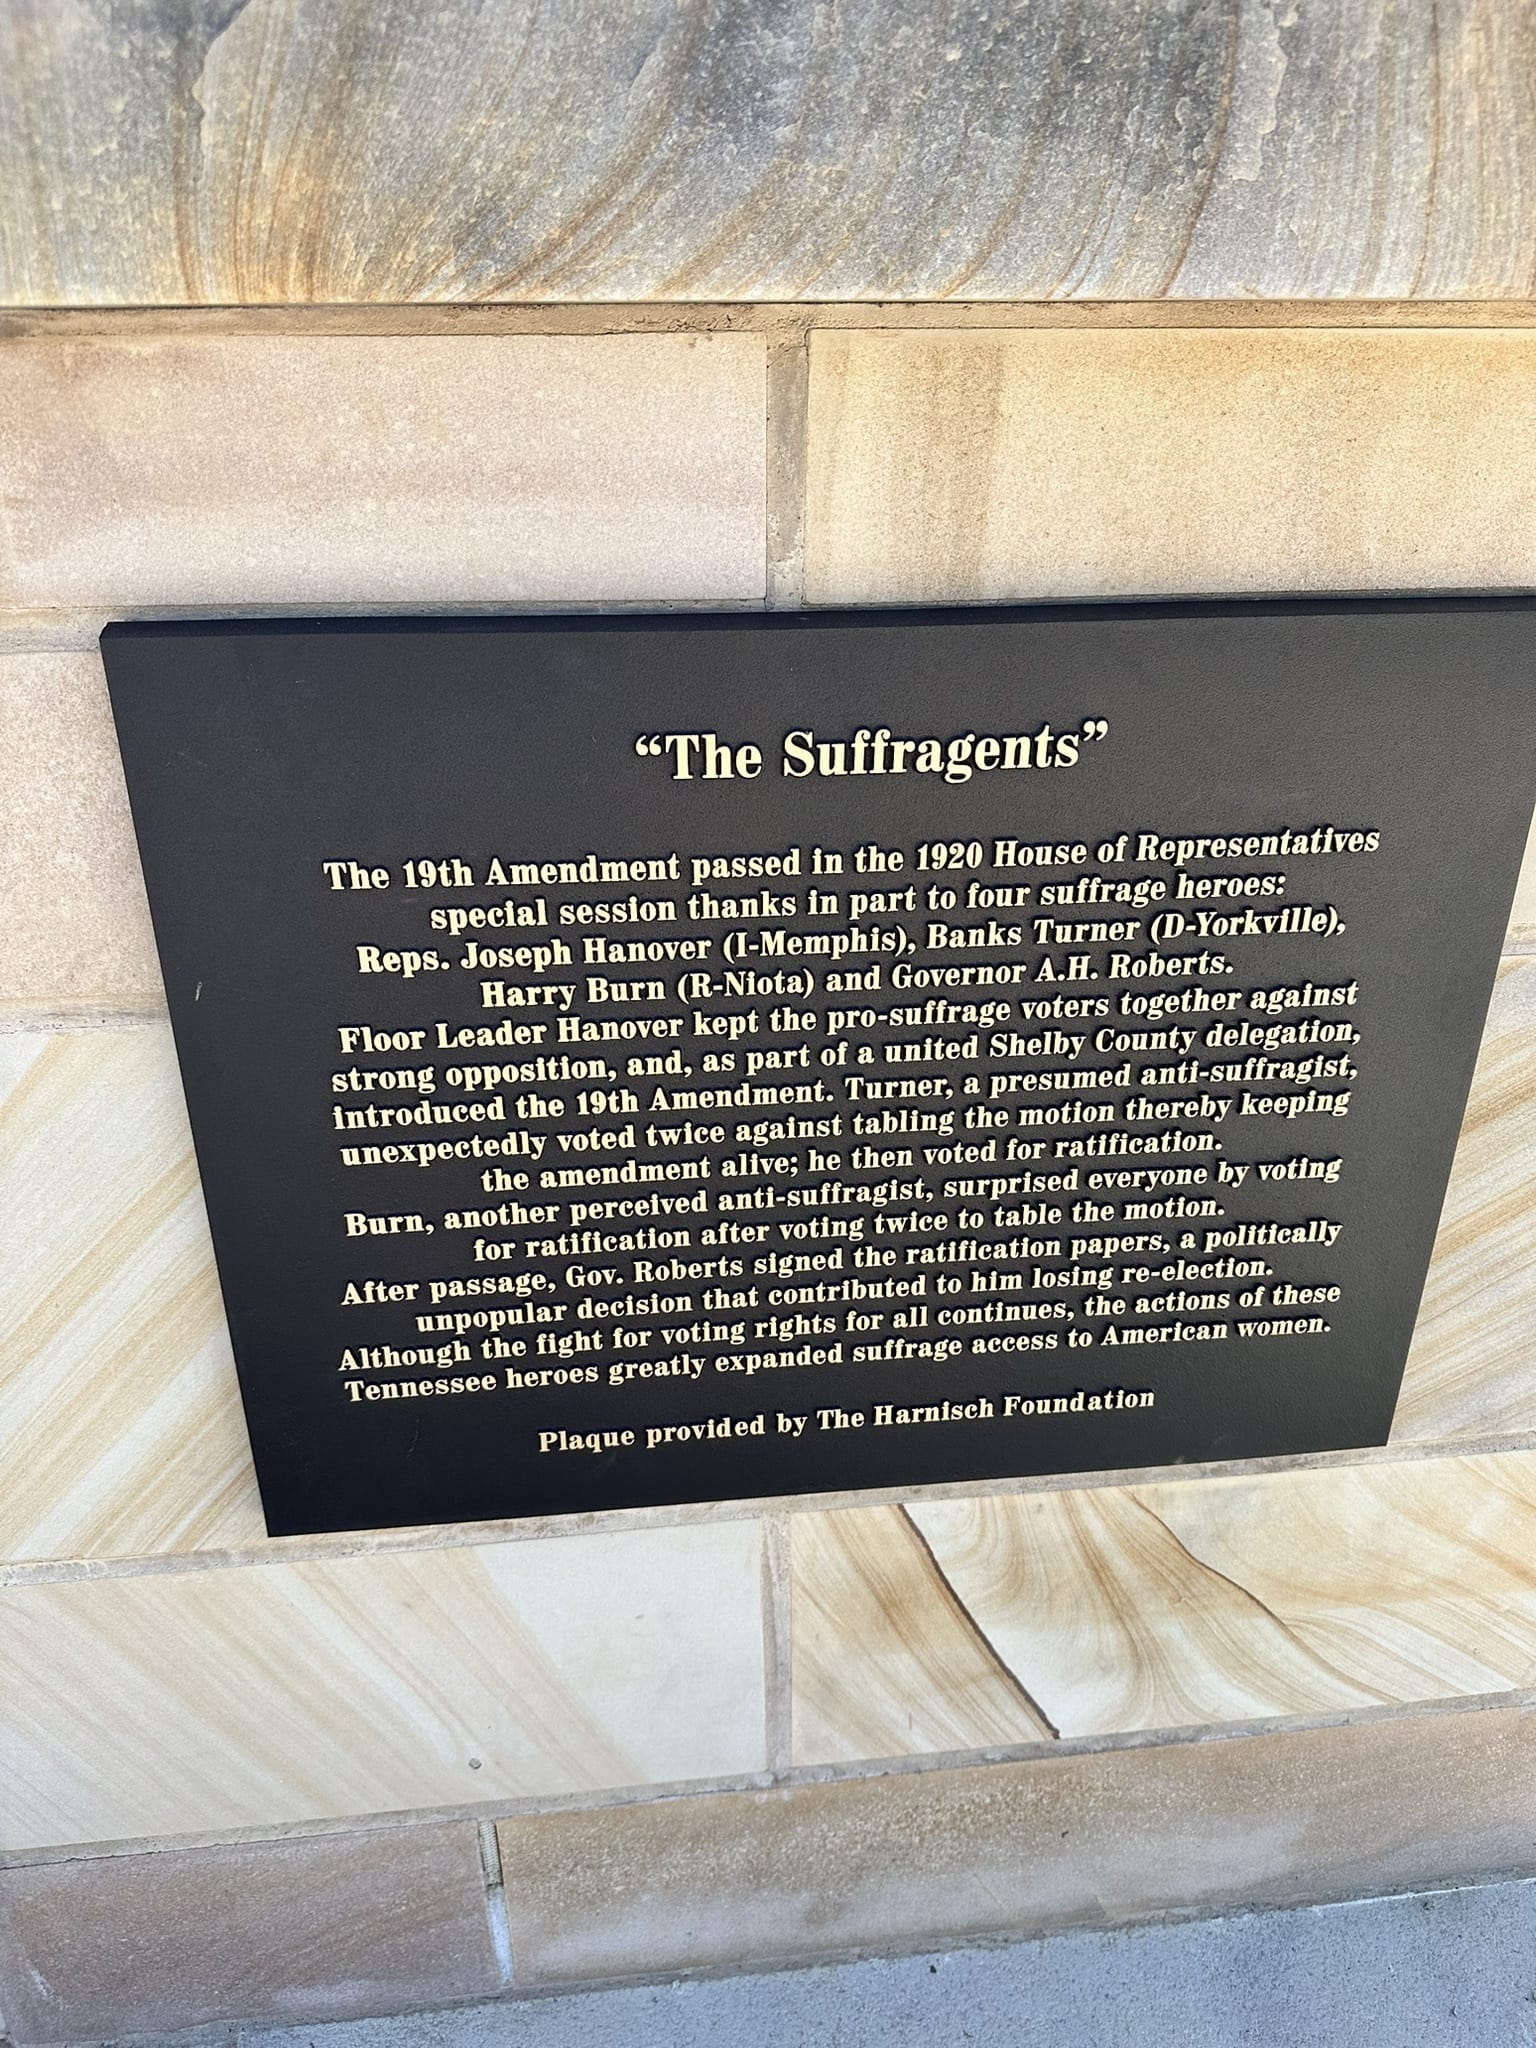 “The Suffragents”
The 19th Amendment passed in the 1920 House of Representatives
special session thanks in part to four suffrage heroes:
Reps. Joseph Hanover (I-Memphis), Banks Turner (D-Yorkville),
Harry Burn (R-Niota) and Governor A.H. Roberts.
Floor Leader Hanover kept the pro-suffrage voters together against
strong opposition, and, as part of a united Shelby County delegation,
introduced the 19th Amendment. Turner, a presumed anti-suffragist,
unexpectedly voted twice against tabling the motion thereby keeping
the amendment alive; he then voted for ratification.
Burn, another perceived anti-suffragist, surprised everyone by voting
for ratification after voting twice to table the motion.
After passage, Gov. Roberts signed the ratification papers, a politically
unpopular decision that contributed to him losing re-election.
Although the fight for voting rights for all continues, the actions of these
Tennessee heroes greatly expanded suffrage access to American women.
Plaque provided by The Harnisch Foundation